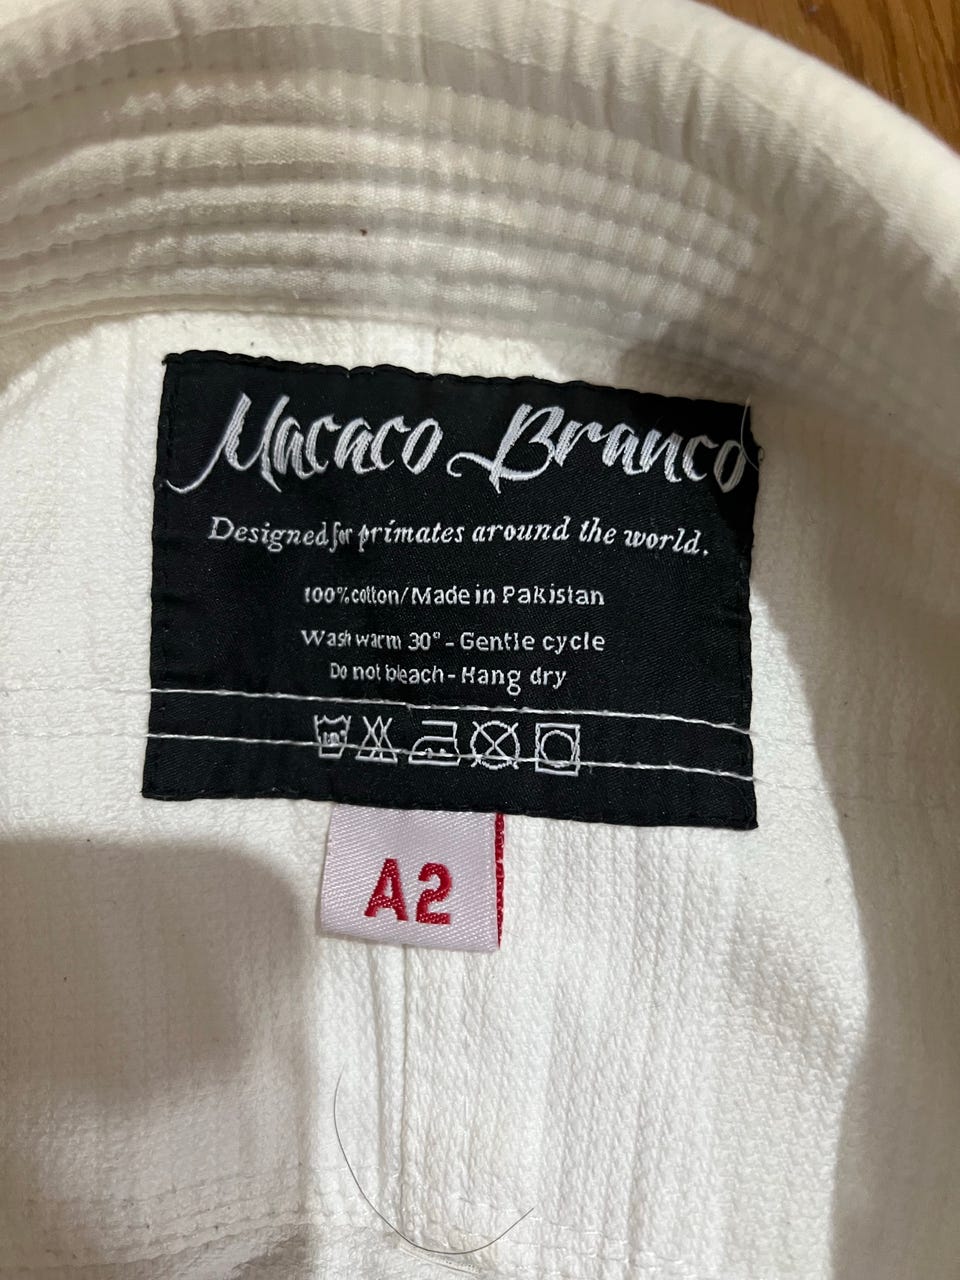 Macaco Branco
Designed for primates around the world.
100% cotton/Made in Pakistan
Wash warm 30° - Gentle cycle
Do not bleach - Hang dry
A2